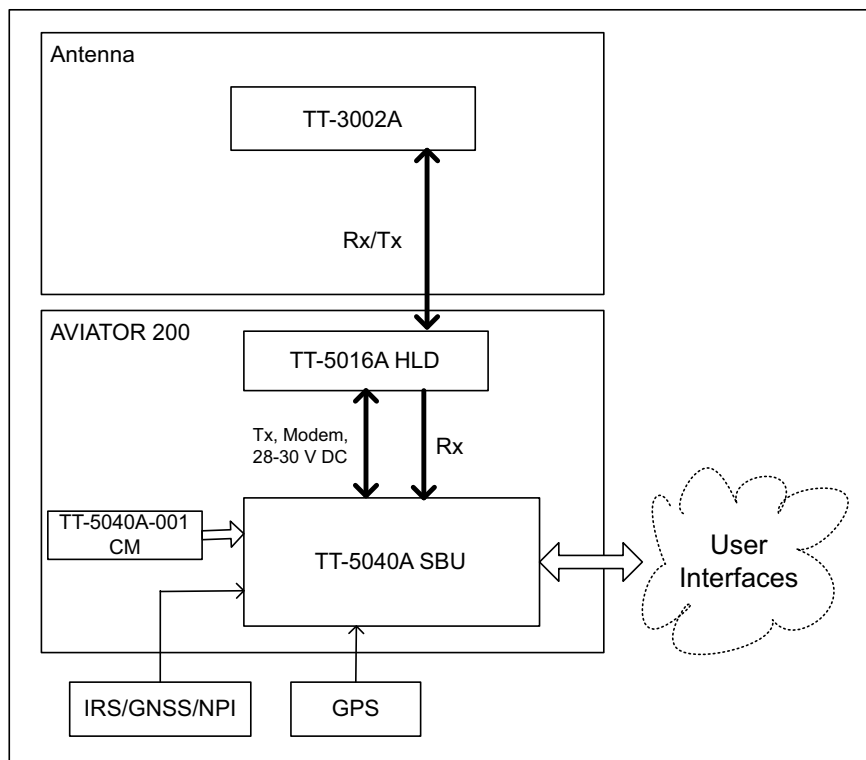 Antenna
TT-3002A
Rx/Tx
AVIATOR 200
TT-5016A HLD
Tx, Modem,
28-30 V DC
Rx
TT-5040A-001
CM
TT-5040A SBU
User
Interfaces
IRS/GNSS/NPI
GPS